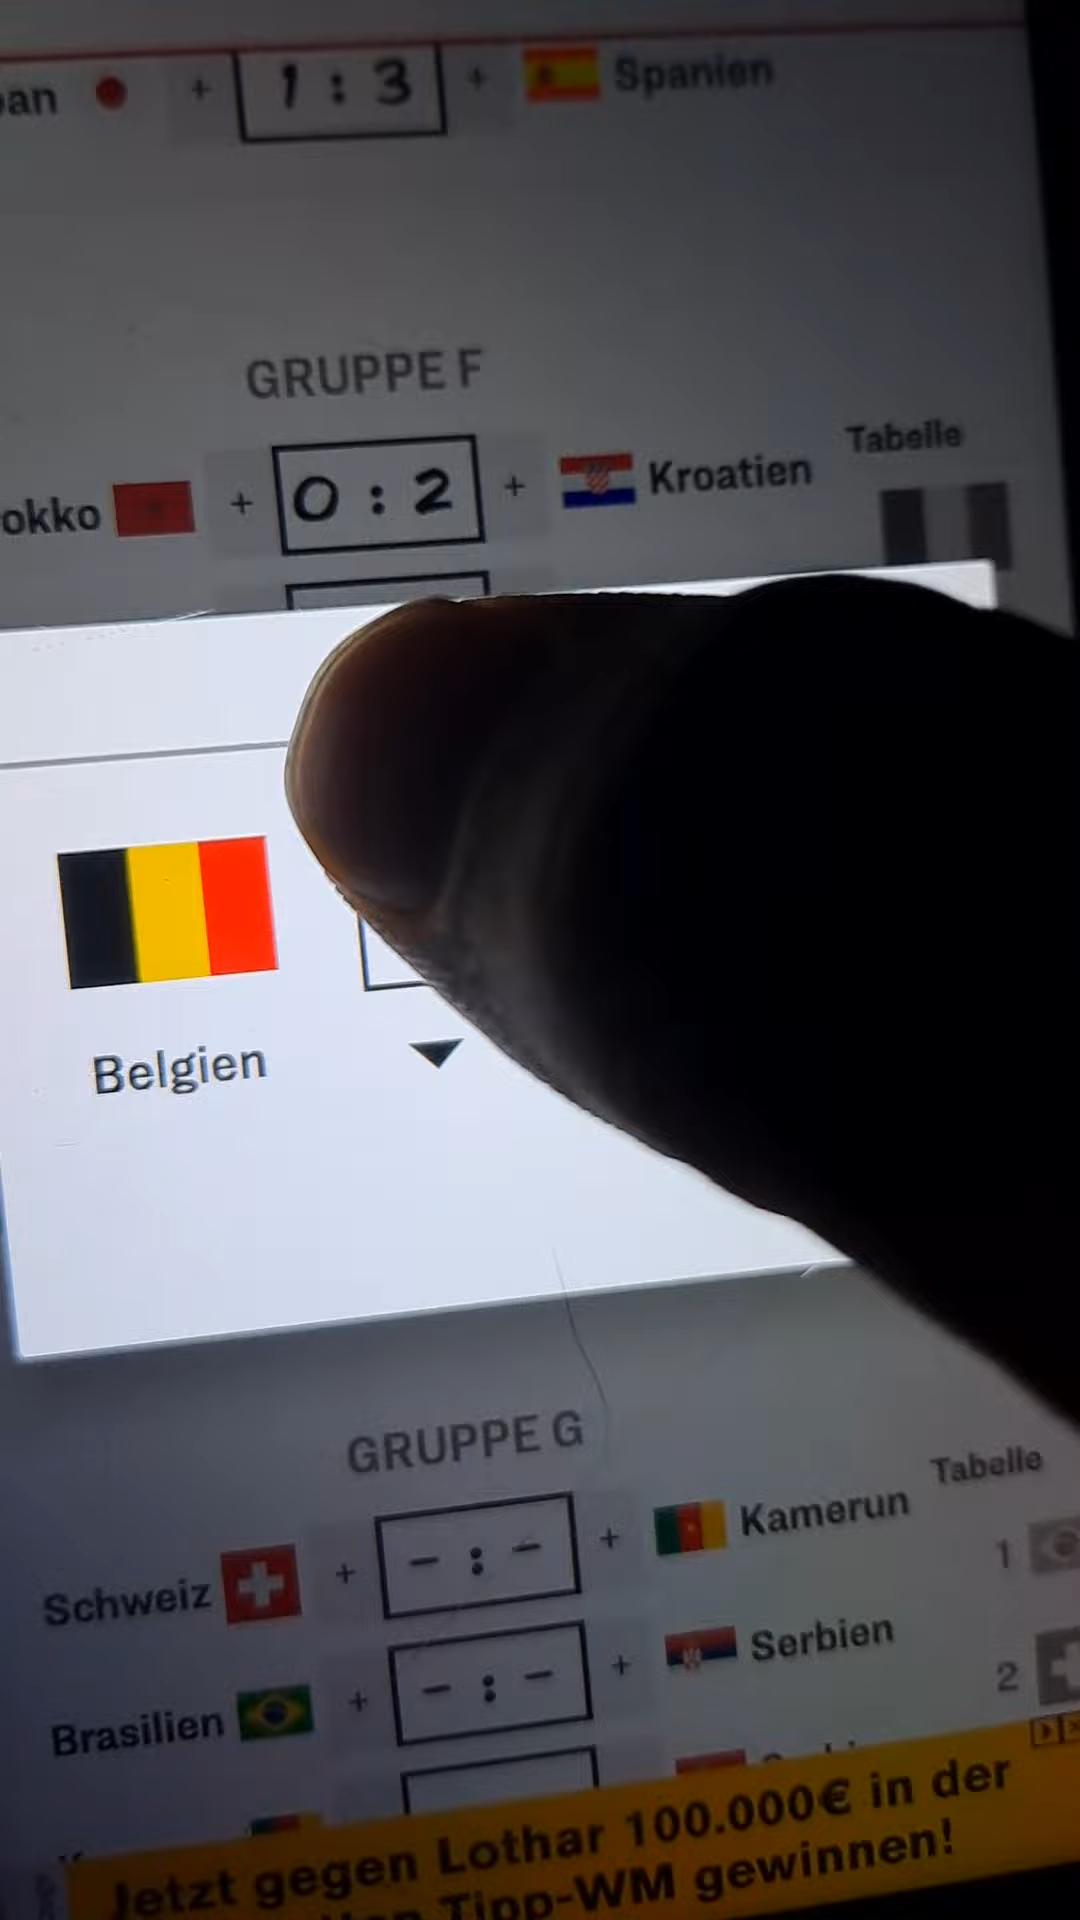 pan + 1 : 3 + Spanien
GRUPPE F
Tabelle
okko + 0 : 2 + Kroatien
Belgien
GRUPPE G
Tabelle
Schweiz + - : - + Kamerun
1
Brasilien + - : - + Serbien
2
Jetzt gegen Lothar 100.000€ in der
Tipp-WM gewinnen!